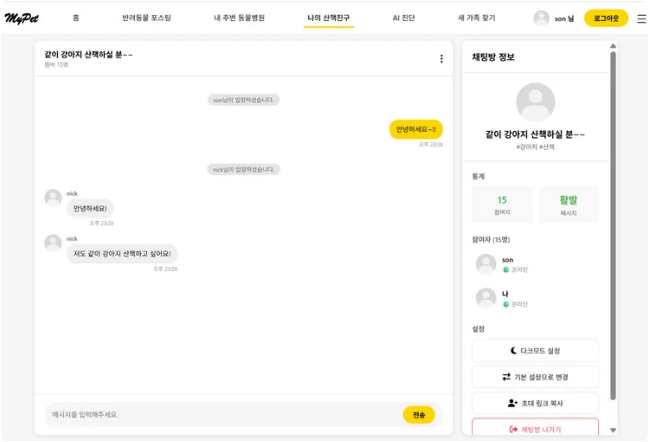 MyPet
홈
반려동물 포스팅
내 주변 동물병원
나의 산책친구
AI 진단
새 가족 찾기
son 님
로그아웃
같이 강아지 산책하실 분~~
멤버 15명
son님이 입장하셨습니다.
안녕하세요~!!
오후 23:28
nick님이 입장하셨습니다.
nick
안녕하세요!
오후 23:28
nick
저도 같이 강아지 산책하고 싶어요!
오후 23:28
메시지를 입력해주세요.
전송
채팅방 정보
같이 강아지 산책하실 분~~
#강아지 #산책
통계
15
참여자
활발
메시지
참여자 (15명)
son
온라인
나
온라인
설정
다크모드 설정
기본 설정으로 변경
초대 링크 복사
채팅방 나가기